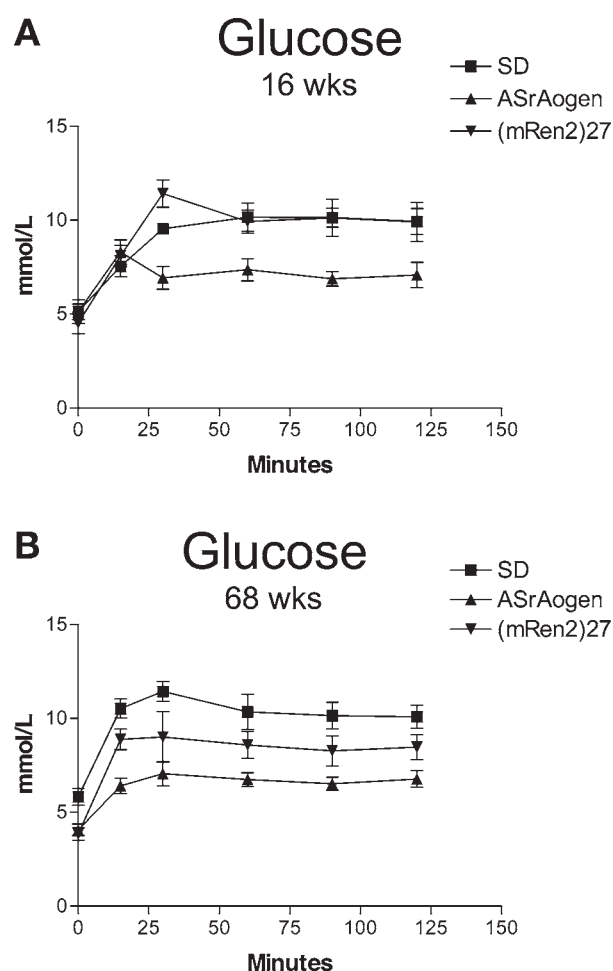 A
Glucose
16 wks
SD
ASrAogen
(mRen2)27
15
10
5
0
mmol/L
0 25 50 75 100 125 150
Minutes
B
Glucose
68 wks
SD
ASrAogen
(mRen2)27
15
10
5
0
mmol/L
0 25 50 75 100 125 150
Minutes